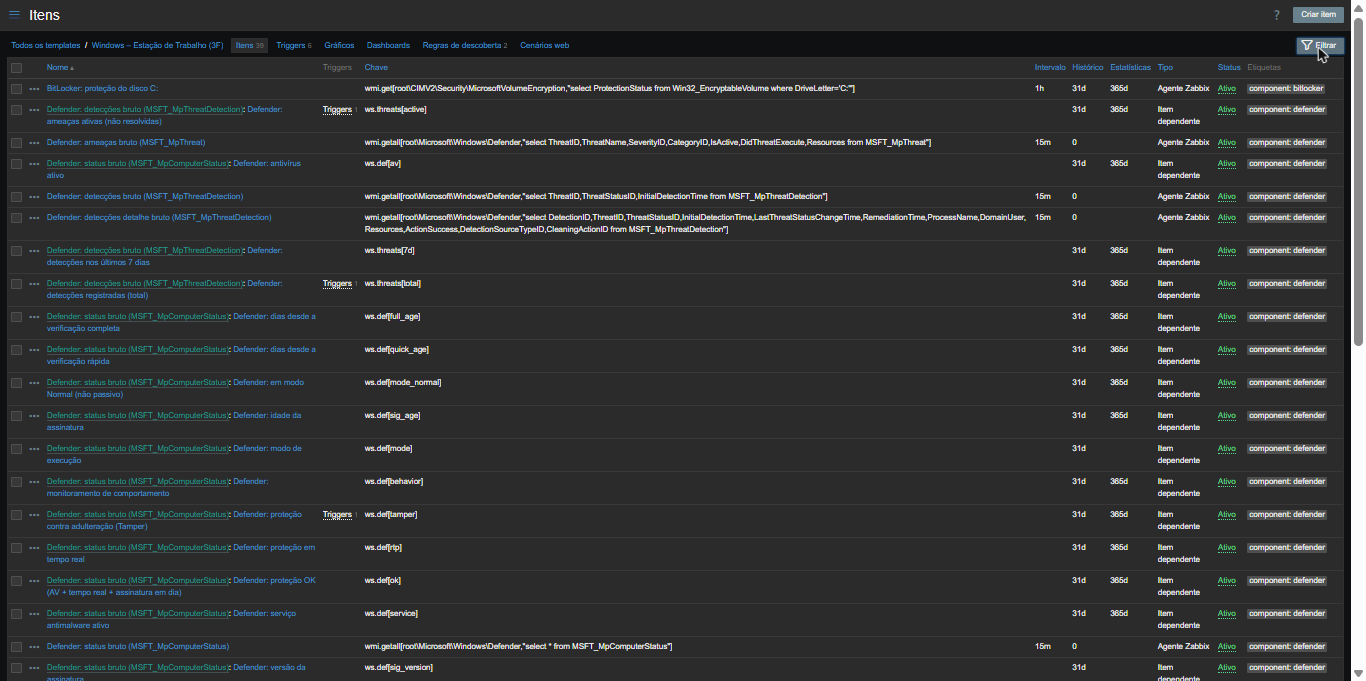 Itens
? Criar item
Todos os templates / Windows – Estação de Trabalho (3F) Itens 39 Triggers 6 Gráficos Dashboards Regras de descoberta 2 Cenários web Filtrar
Nome Triggers Chave Intervalo Histórico Estatísticas Tipo Status Etiquetas
BitLocker: proteção do disco C: wmi.get[root\CIMV2\Security\MicrosoftVolumeEncryption,"select ProtectionStatus from Win32_EncryptableVolume where DriveLetter='C:'"] 1h 31d 365d Agente Zabbix Ativo component: bitlocker
Defender: detecções bruto (MSFT_MpThreatDetection): Defender: Triggers 1 ws.threats[active] 31d 365d Item Ativo component: defender
ameaças ativas (não resolvidas) dependente
Defender: ameaças bruto (MSFT_MpThreat) wmi.getall[root\Microsoft\Windows\Defender,"select ThreatID,ThreatName,SeverityID,CategoryID,IsActive,DidThreatExecute,Resources from MSFT_MpThreat"] 15m 0 Agente Zabbix Ativo component: defender
Defender: status bruto (MSFT_MpComputerStatus): Defender: antivírus ws.def[av] 31d 365d Item Ativo component: defender
ativo dependente
Defender: detecções bruto (MSFT_MpThreatDetection) wmi.getall[root\Microsoft\Windows\Defender,"select ThreatID,ThreatStatusID,InitialDetectionTime from MSFT_MpThreatDetection"] 15m 0 Agente Zabbix Ativo component: defender
Defender: detecções detalhe bruto (MSFT_MpThreatDetection) wmi.getall[root\Microsoft\Windows\Defender,"select DetectionID,ThreatID,ThreatStatusID,InitialDetectionTime,LastThreatStatusChangeTime,RemediationTime,ProcessName,DomainUser, 15m 0 Agente Zabbix Ativo component: defender
Resources,ActionSuccess,DetectionSourceTypeID,CleaningActionID from MSFT_MpThreatDetection"]
Defender: detecções bruto (MSFT_MpThreatDetection): Defender: ws.threats[7d] 31d 365d Item Ativo component: defender
detecções nos últimos 7 dias dependente
Defender: detecções bruto (MSFT_MpThreatDetection): Defender: Triggers 1 ws.threats[total] 31d 365d Item Ativo component: defender
detecções registradas (total) dependente
Defender: status bruto (MSFT_MpComputerStatus): Defender: dias desde a ws.def[full_age] 31d 365d Item Ativo component: defender
verificação completa dependente
Defender: status bruto (MSFT_MpComputerStatus): Defender: dias desde a ws.def[quick_age] 31d 365d Item Ativo component: defender
verificação rápida dependente
Defender: status bruto (MSFT_MpComputerStatus): Defender: em modo ws.def[mode_normal] 31d 365d Item Ativo component: defender
Normal (não passivo) dependente
Defender: status bruto (MSFT_MpComputerStatus): Defender: idade da ws.def[sig_age] 31d 365d Item Ativo component: defender
assinatura dependente
Defender: status bruto (MSFT_MpComputerStatus): Defender: modo de ws.def[mode] 31d 365d Item Ativo component: defender
execução dependente
Defender: status bruto (MSFT_MpComputerStatus): Defender: ws.def[behavior] 31d 365d Item Ativo component: defender
monitoramento de comportamento dependente
Defender: status bruto (MSFT_MpComputerStatus): Defender: proteção Triggers 1 ws.def[tamper] 31d 365d Item Ativo component: defender
contra adulteração (Tamper) dependente
Defender: status bruto (MSFT_MpComputerStatus): Defender: proteção em ws.def[rtp] 31d 365d Item Ativo component: defender
tempo real dependente
Defender: status bruto (MSFT_MpComputerStatus): Defender: proteção OK ws.def[ok] 31d 365d Item Ativo component: defender
(AV + tempo real + assinatura em dia) dependente
Defender: status bruto (MSFT_MpComputerStatus): Defender: serviço ws.def[service] 31d 365d Item Ativo component: defender
antimalware ativo dependente
Defender: status bruto (MSFT_MpComputerStatus) wmi.getall[root\Microsoft\Windows\Defender,"select * from MSFT_MpComputerStatus"] 15m 0 Agente Zabbix Ativo component: defender
Defender: status bruto (MSFT_MpComputerStatus): Defender: versão da ws.def[sig_version] 31d Item Ativo component: defender
assinatura dependente